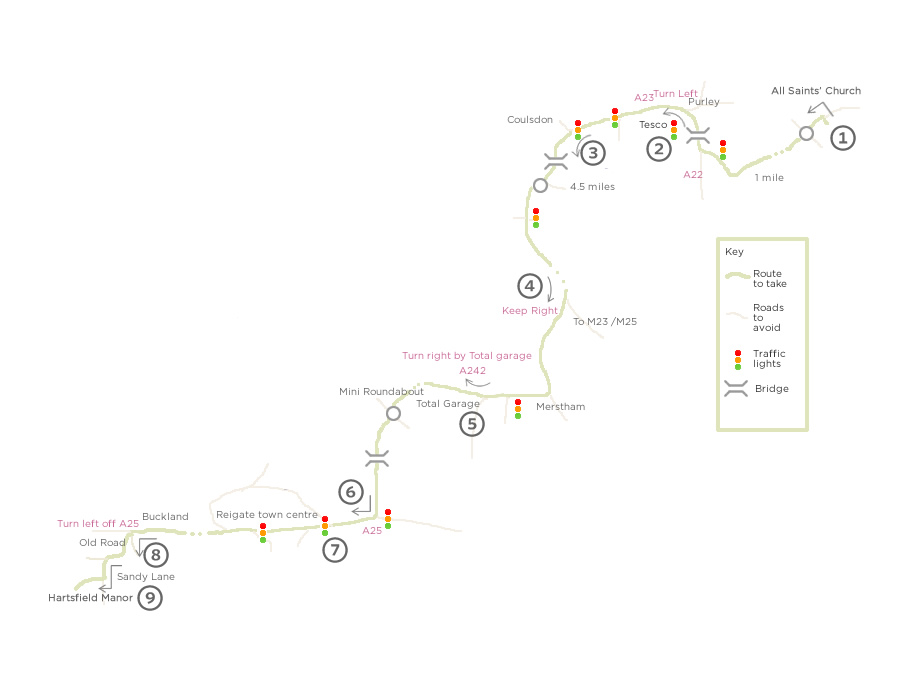 All Saints' Church
1
A23
Turn Left
Purley
Coulsdon
Tesco
2
3
A22
1 mile
4.5 miles
Key
Route
to take
Roads
to
avoid
Traffic
lights
Bridge
4
Keep Right
To M23 /M25
Turn right by Total garage
A242
Mini Roundabout
Total Garage
Merstham
5
6
Reigate town centre
A25
7
Buckland
Turn left off A25
Old Road
8
Sandy Lane
Hartsfield Manor
9